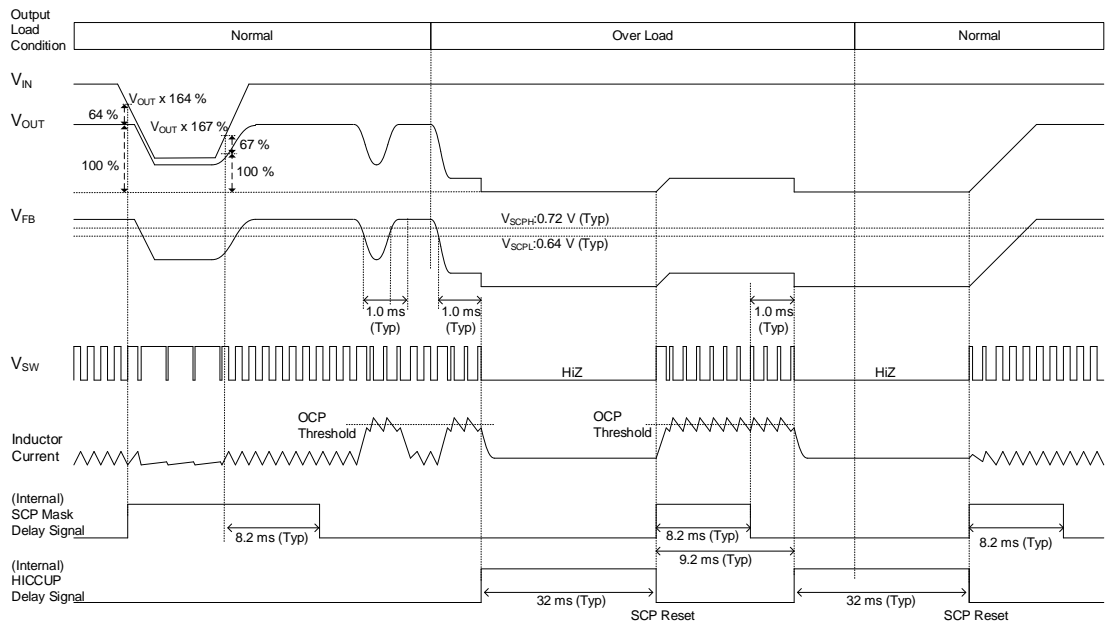 Output
Load
Condition
Normal
Over Load
Normal
VIN
VOUT x 164 %
64 %
VOUT
VOUT x 167 %
67 %
100 %
100 %
VFB
VSCPH:0.72 V (Typ)
VSCPL:0.64 V (Typ)
1.0 ms
(Typ)
1.0 ms
(Typ)
1.0 ms
(Typ)
VSW
HiZ
HiZ
OCP
Threshold
OCP
Threshold
Inductor
Current
(Internal)
SCP Mask
Delay Signal
8.2 ms (Typ)
8.2 ms (Typ)
8.2 ms (Typ)
9.2 ms (Typ)
(Internal)
HICCUP
Delay Signal
32 ms (Typ)
32 ms (Typ)
SCP Reset
SCP Reset